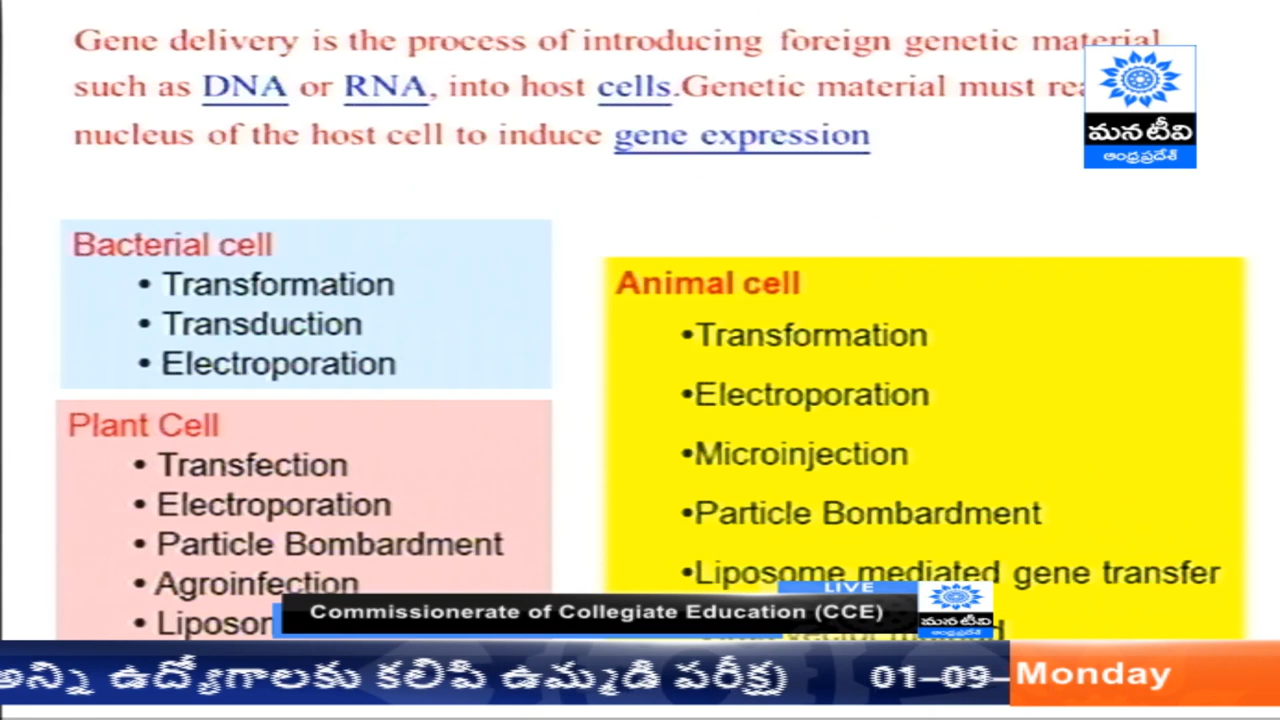 Gene delivery is the process of introducing foreign genetic material
such as DNA or RNA, into host cells.Genetic material must
nucleus of the host cell to induce gene expression
మన టీవి
ఆంధ్రప్రదేశ్
Bacterial cell
• Transformation
• Transduction
• Electroporation
Plant Cell
• Transfection
• Electroporation
• Particle Bombardment
• Agroinfection
Animal cell
•Transformation
•Electroporation
•Microinjection
•Particle Bombardment
•Liposome mediated gene transfer
LIVE
Commissionerate of Collegiate Education (CCE)
మన టీవి
ఆంధ్రప్రదేశ్
అన్ని ఉద్యోగాలకు కలిపి ఉమ్మడి పరీక్ష 01-09-
Monday